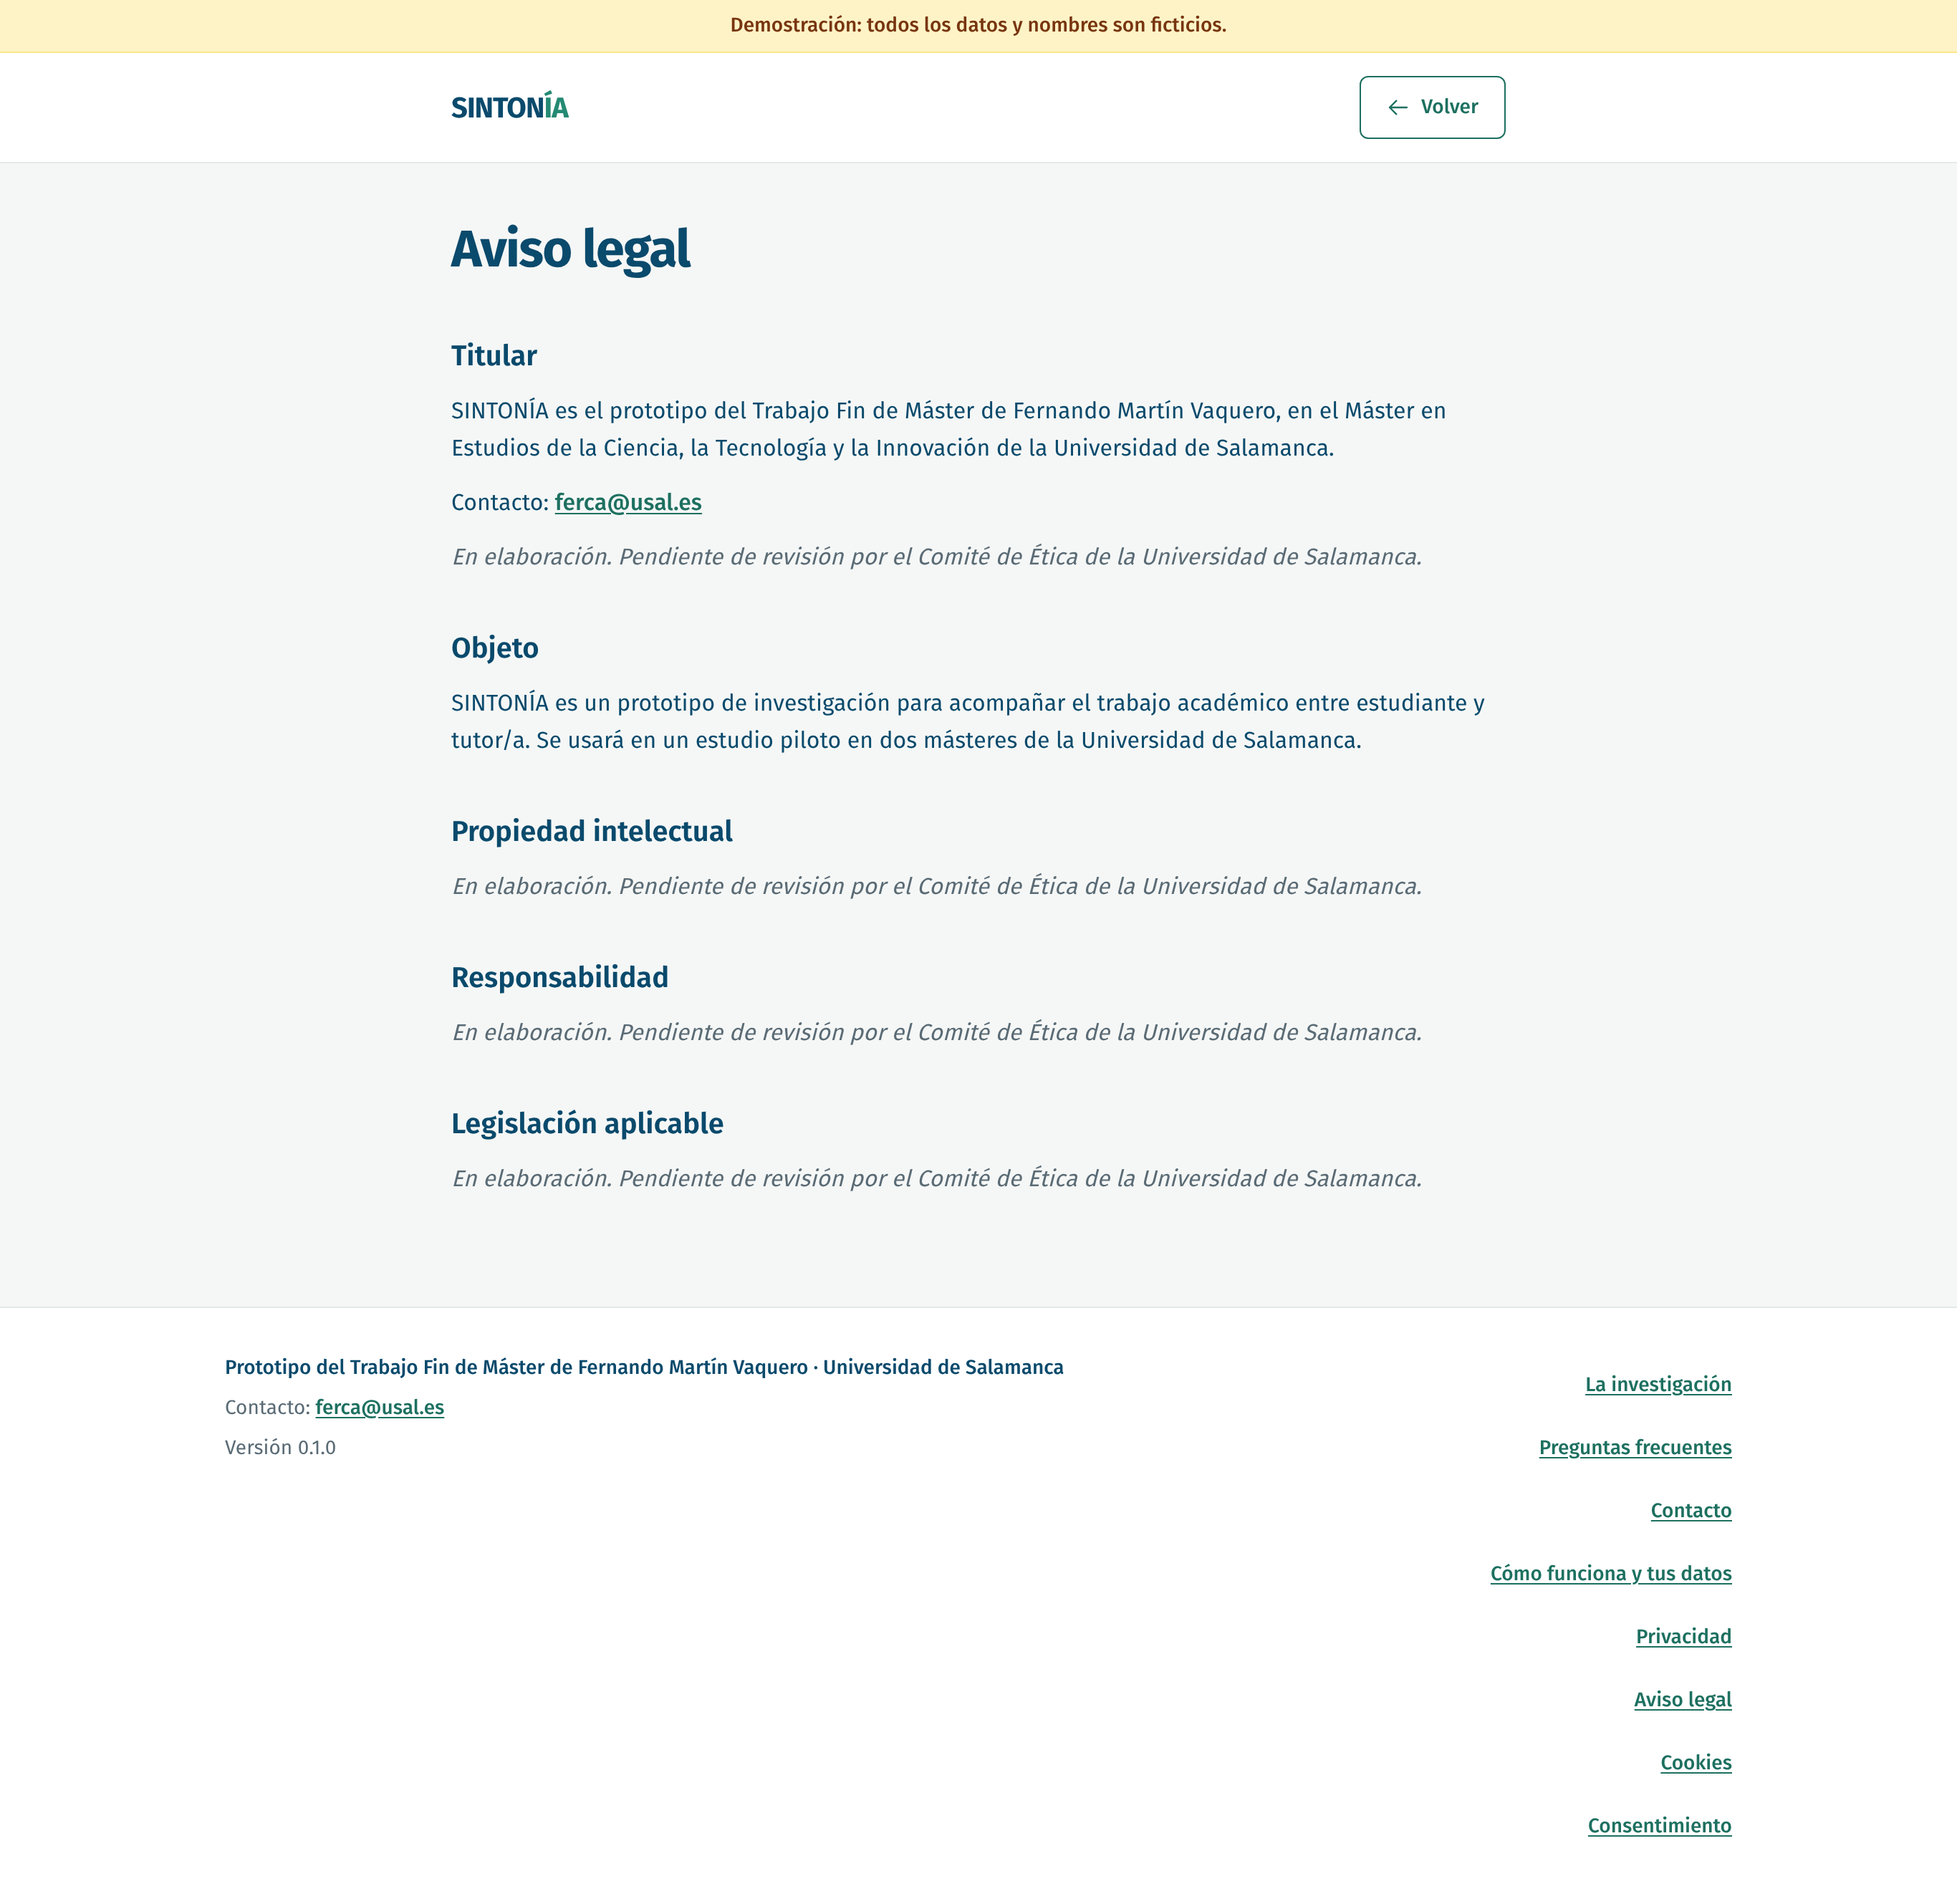 Demostración: todos los datos y nombres son ficticios.
SINTONÍA
← Volver
Aviso legal
Titular
SINTONÍA es el prototipo del Trabajo Fin de Máster de Fernando Martín Vaquero, en el Máster en
Estudios de la Ciencia, la Tecnología y la Innovación de la Universidad de Salamanca.
Contacto: ferca@usal.es
En elaboración. Pendiente de revisión por el Comité de Ética de la Universidad de Salamanca.
Objeto
SINTONÍA es un prototipo de investigación para acompañar el trabajo académico entre estudiante y
tutor/a. Se usará en un estudio piloto en dos másteres de la Universidad de Salamanca.
Propiedad intelectual
En elaboración. Pendiente de revisión por el Comité de Ética de la Universidad de Salamanca.
Responsabilidad
En elaboración. Pendiente de revisión por el Comité de Ética de la Universidad de Salamanca.
Legislación aplicable
En elaboración. Pendiente de revisión por el Comité de Ética de la Universidad de Salamanca.
Prototipo del Trabajo Fin de Máster de Fernando Martín Vaquero · Universidad de Salamanca
Contacto: ferca@usal.es
Versión 0.1.0
La investigación
Preguntas frecuentes
Contacto
Cómo funciona y tus datos
Privacidad
Aviso legal
Cookies
Consentimiento